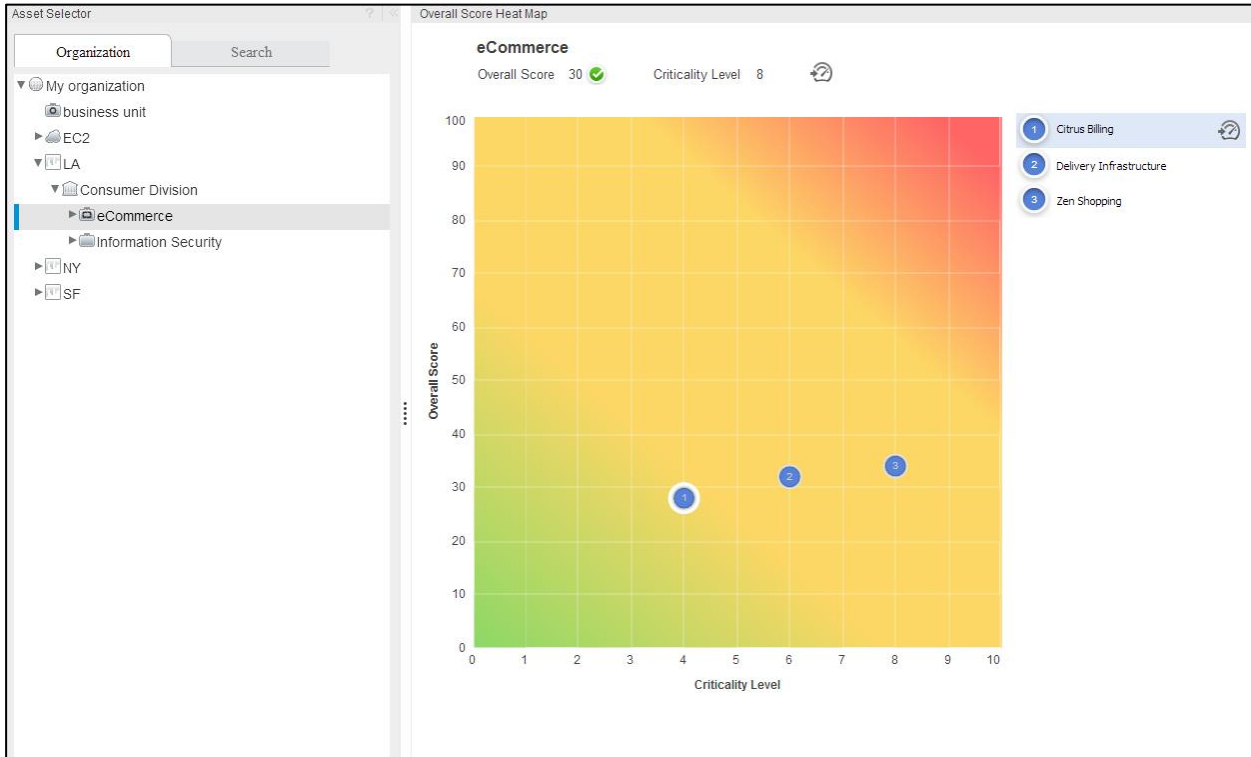 Asset Selector
?
«
Organization
Search
My organization
business unit
EC2
LA
Consumer Division
eCommerce
Information Security
NY
SF
Overall Score Heat Map
eCommerce
Overall Score 30 Criticality Level 8
100
90
80
70
60
50
40
30
20
10
0
Overall Score
0 1 2 3 4 5 6 7 8 9 10
Criticality Level
1
2
3
1 Citrus Billing
2 Delivery Infrastructure
3 Zen Shopping